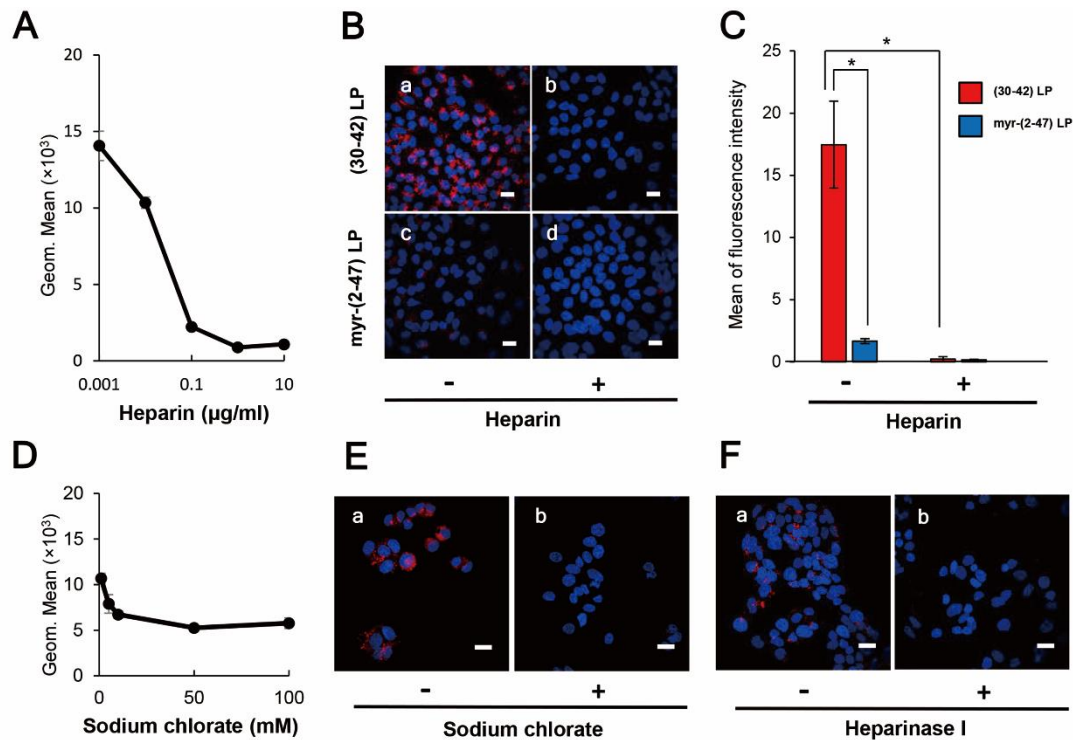 A
20
15
10
5
0
Geom. Mean (×10³)
0.001
0.1
10
Heparin (µg/ml)
B
(30-42) LP
a
b
myr-(2-47) LP
c
d
-
+
Heparin
C
25
20
15
10
5
0
Mean of fluorescence intensity
*
*
(30-42) LP
myr-(2-47) LP
-
+
Heparin
D
20
15
10
5
0
Geom. Mean (×10³)
0
50
100
Sodium chlorate (mM)
E
a
b
-
+
Sodium chlorate
F
a
b
-
+
Heparinase I